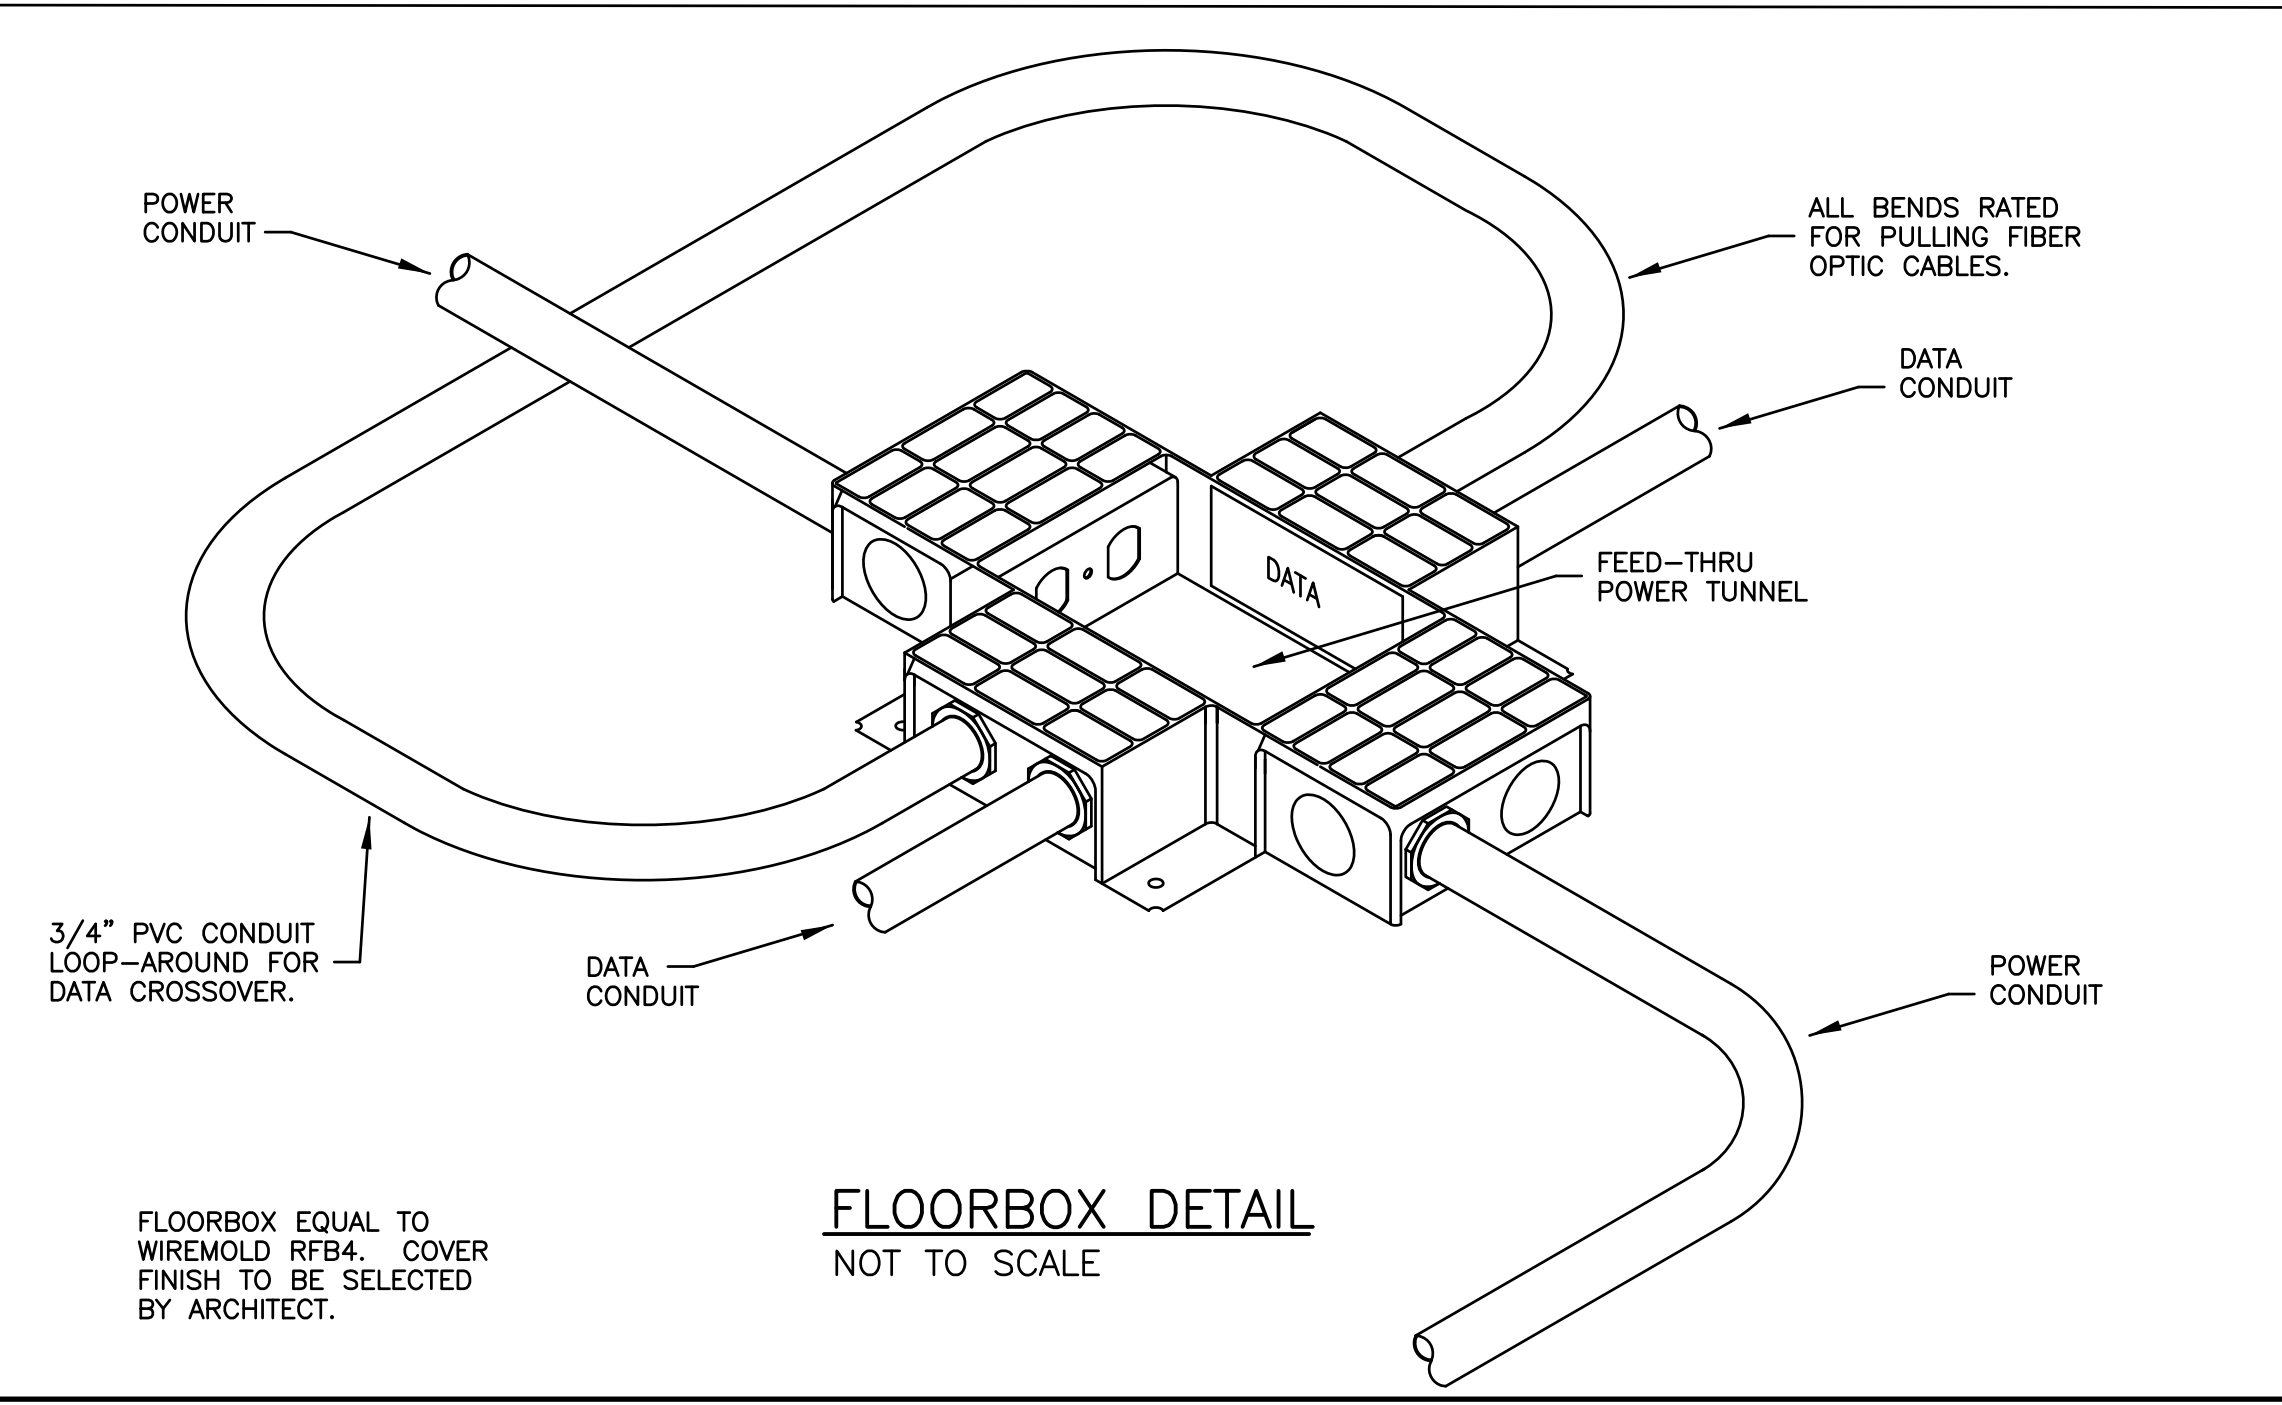 POWER
CONDUIT
ALL BENDS RATED
FOR PULLING FIBER
OPTIC CABLES.
DATA
CONDUIT
FEED-THRU
POWER TUNNEL
DATA
3/4" PVC CONDUIT
LOOP-AROUND FOR
DATA CROSSOVER.
DATA
CONDUIT
POWER
CONDUIT
FLOORBOX EQUAL TO
WIREMOLD RFB4. COVER
FINISH TO BE SELECTED
BY ARCHITECT.
FLOORBOX DETAIL
NOT TO SCALE